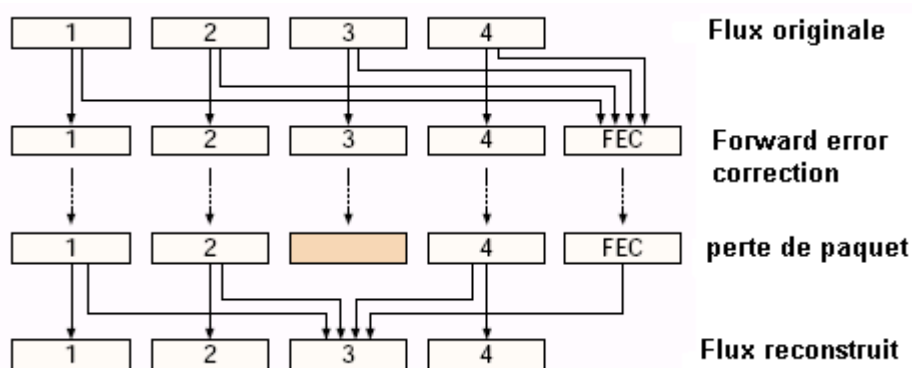 1 2 3 4 Flux originale
1 2 3 4 FEC Forward error
correction
1 2 4 FEC perte de paquet
1 2 3 4 Flux reconstruit